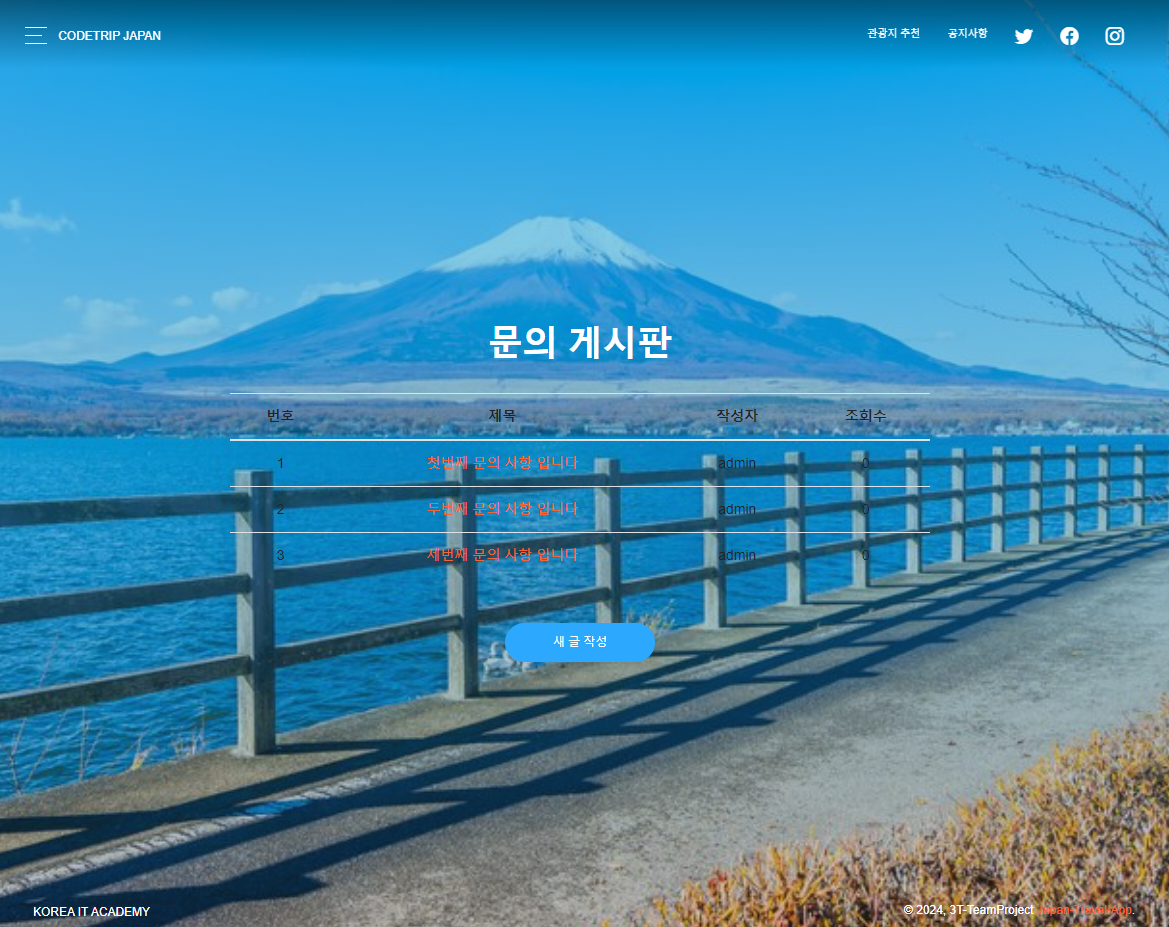 CODETRIP JAPAN
관광지 추천 공지사항
문의 게시판
번호 제목 작성자 조회수
1 첫번째 문의 사항 입니다 admin 0
2 두번째 문의 사항 입니다 admin 0
3 세번째 문의 사항 입니다 admin 0
새 글 작성
KOREA IT ACADEMY
© 2024, 3T-TeamProject Japan-Travel-App.